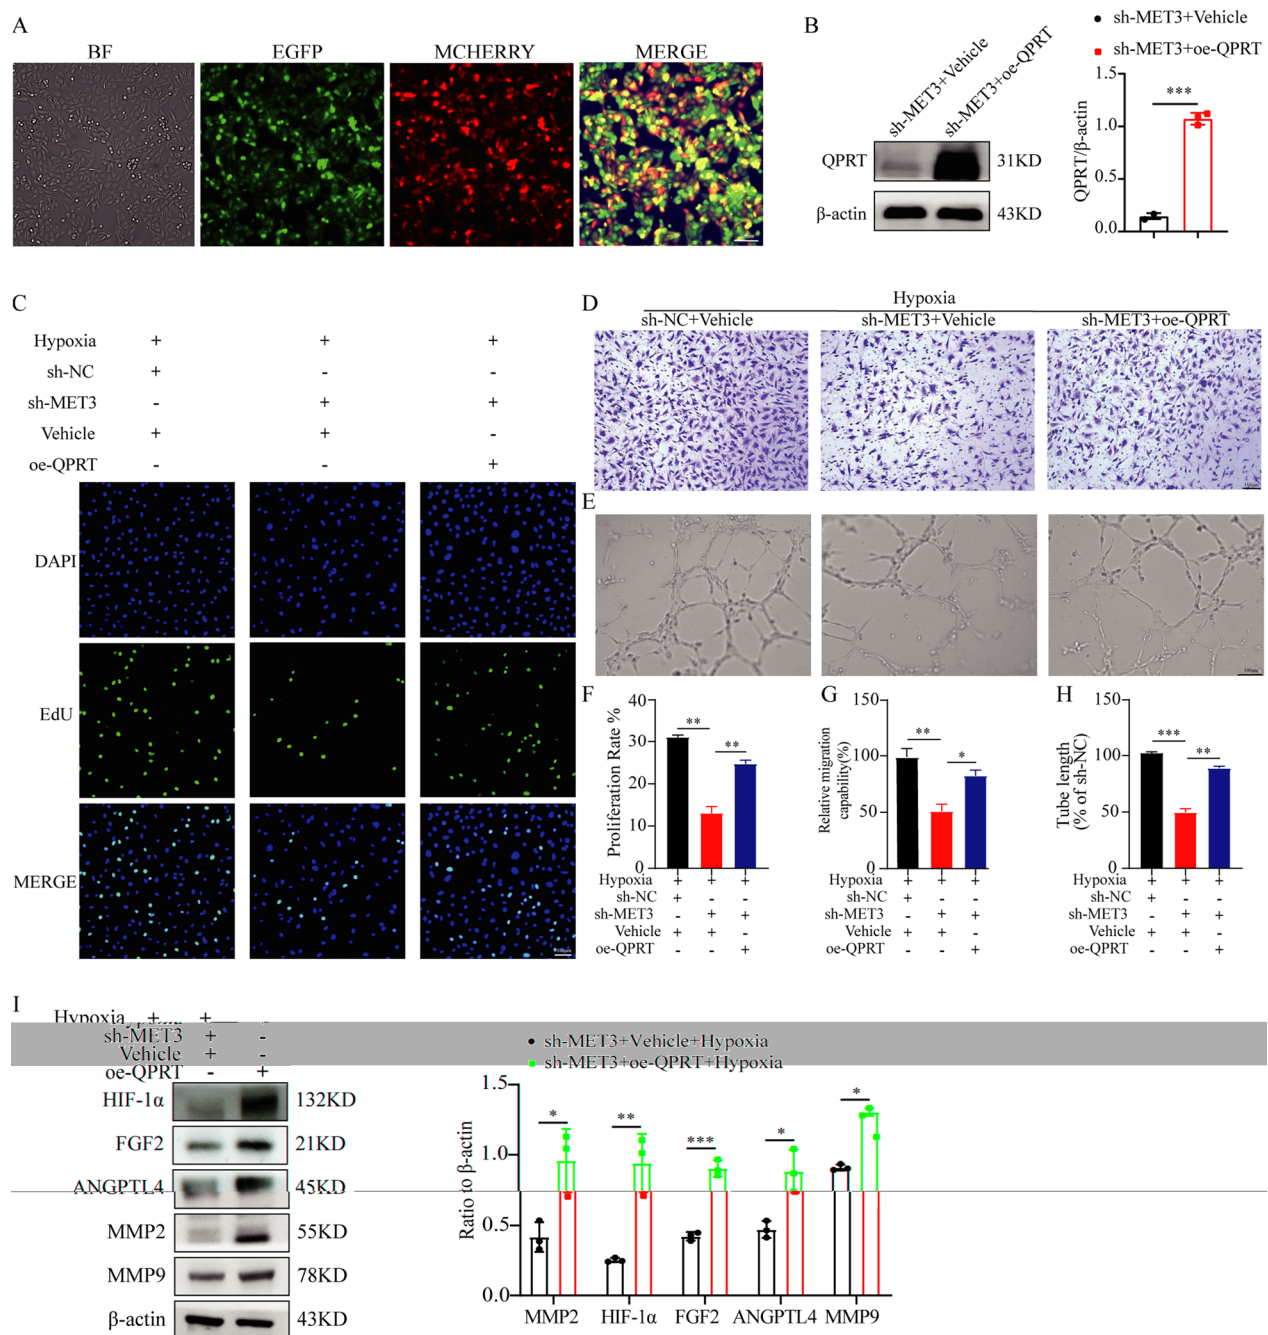 A
BF
EGFP
MCHERRY
MERGE
B
sh-MET3+Vehicle
sh-MET3+oe-QPRT
QPRT
31KD
β-actin
43KD
sh-MET3+Vehicle
sh-MET3+oe-QPRT
QPRT/β-actin
1.5
1.0
0.5
0.0
***
C
Hypoxia + + +
sh-NC + - -
sh-MET3 - + +
Vehicle + + -
oe-QPRT - - +
DAPI
EdU
MERGE
100μm
D
Hypoxia
sh-NC+Vehicle
sh-MET3+Vehicle
sh-MET3+oe-QPRT
100μm
E
100μm
F
Proliferation Rate %
40
30
20
10
0
** **
Hypoxia + + +
sh-NC + - -
sh-MET3 - + +
Vehicle + + -
oe-QPRT - - +
G
Relative migration
capability(%)
150
100
50
0
** *
Hypoxia + + +
sh-NC + - -
sh-MET3 - + +
Vehicle + + -
oe-QPRT - - +
H
Tube length
(% of sh-NC)
150
100
50
0
*** **
Hypoxia + + +
sh-NC + - -
sh-MET3 - + +
Vehicle + + -
oe-QPRT - - +
I
Hypoxia + +
sh-MET3 + -
Vehicle + -
oe-QPRT - +
HIF-1α 132KD
FGF2 21KD
ANGPTL4 45KD
MMP2 55KD
MMP9 78KD
β-actin 43KD
sh-MET3+Vehicle+Hypoxia
sh-MET3+oe-QPRT+Hypoxia
Ratio to β-actin
1.5
1.0
0.5
0.0
* ** *** * *
MMP2 HIF-1α FGF2 ANGPTL4 MMP9